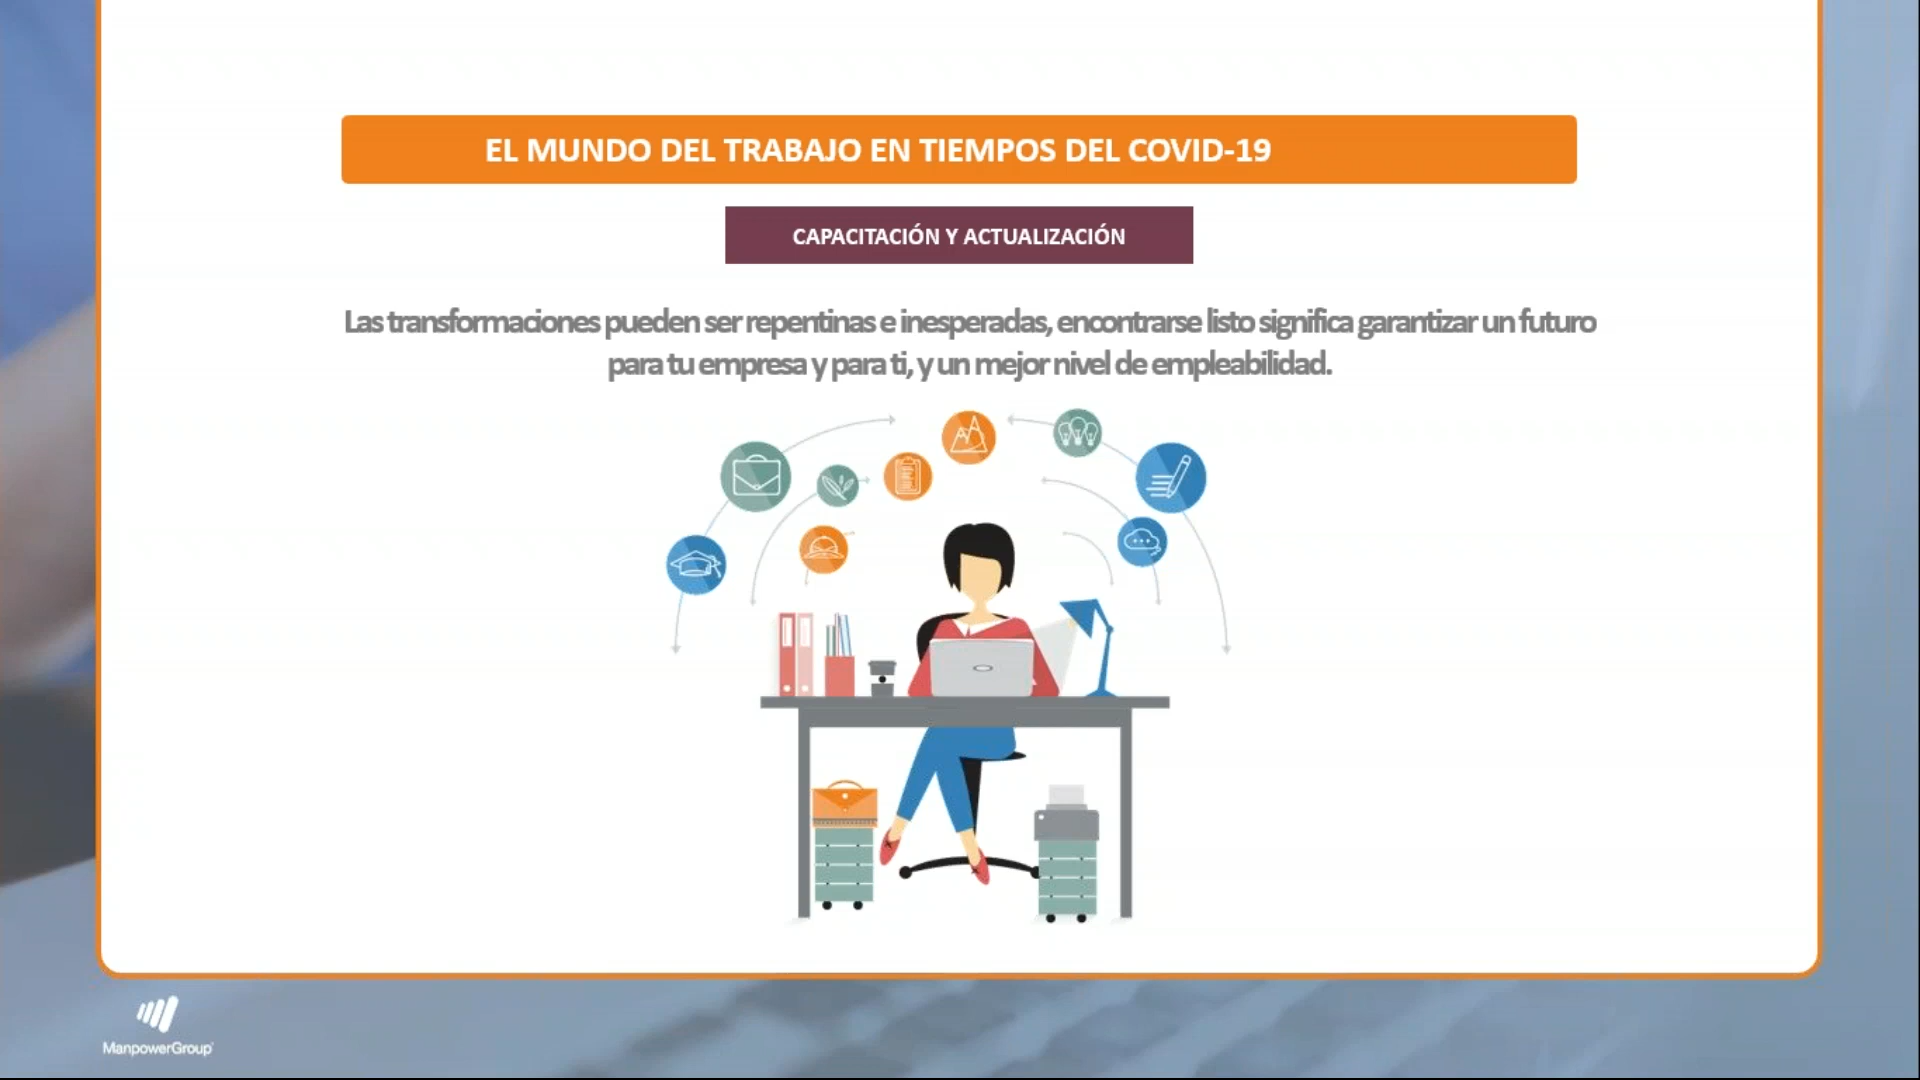 EL MUNDO DEL TRABAJO EN TIEMPOS DEL COVID-19
CAPACITACIÓN Y ACTUALIZACIÓN
Las transformaciones pueden ser repentinas e inesperadas, encontrarse listo significa garantizar un futuro
para tu empresa y para ti, y un mejor nivel de empleabilidad.
ManpowerGroup